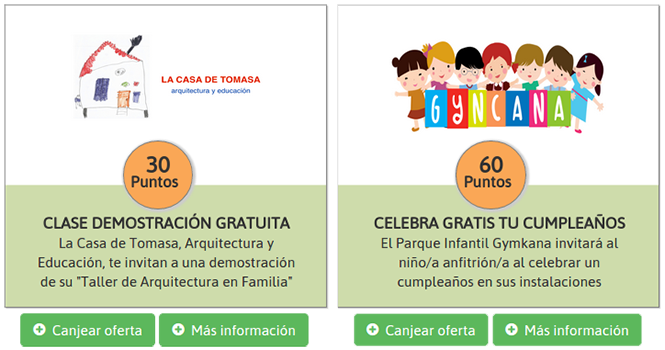 LA CASA DE TOMASA
arquitectura y educación
30
Puntos
CLASE DEMOSTRACIÓN GRATUITA
La Casa de Tomasa, Arquitectura y
Educación, te invitan a una demostración
de su "Taller de Arquitectura en Familia"
Canjear oferta
Más información
GYNCANA
60
Puntos
CELEBRA GRATIS TU CUMPLEAÑOS
El Parque Infantil Gymkana invitará al
niño/a anfitrión/a al celebrar un
cumpleaños en sus instalaciones
Canjear oferta
Más información